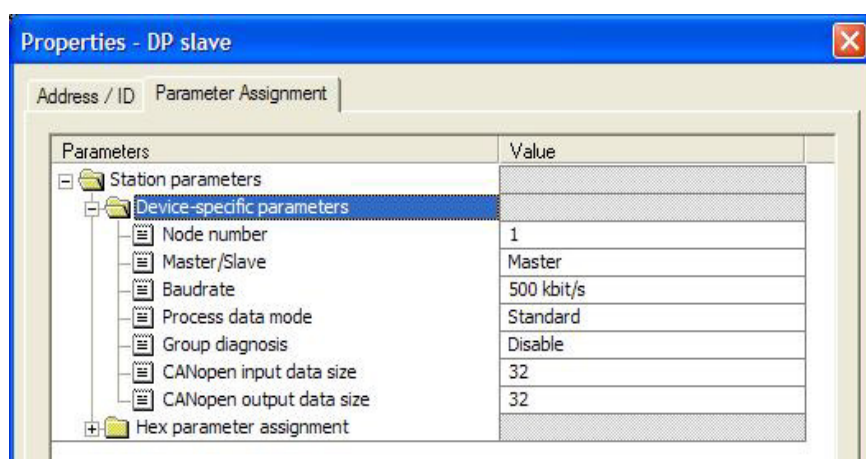 Properties - DP slave
Address / ID Parameter Assignment
Parameters Value
Station parameters
Device-specific parameters
Node number 1
Master/Slave Master
Baudrate 500 kbit/s
Process data mode Standard
Group diagnosis Disable
CANopen input data size 32
CANopen output data size 32
Hex parameter assignment